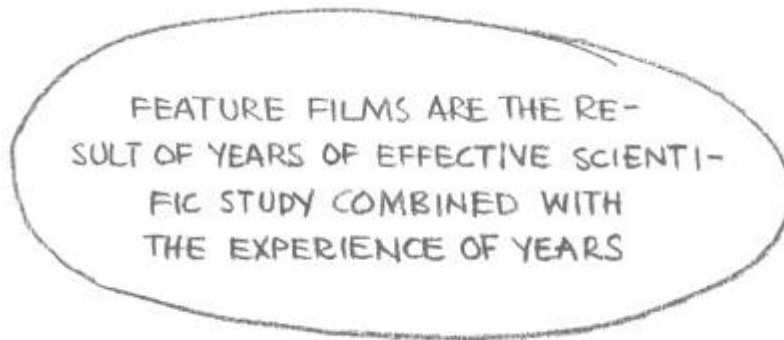 FEATURE FILMS ARE THE RE-
SULT OF YEARS OF EFFECTIVE SCIENTI-
FIC STUDY COMBINED WITH
THE EXPERIENCE OF YEARS